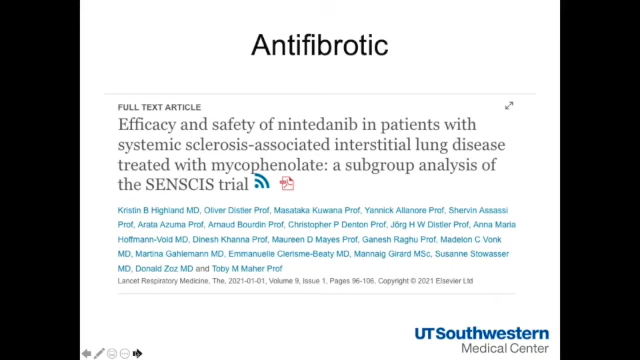 Antifibrotic
FULL TEXT ARTICLE
Efficacy and safety of nintedanib in patients with
systemic sclerosis-associated interstitial lung disease
treated with mycophenolate: a subgroup analysis of
the SENSCIS trial
Kristin B Highland MD, Oliver Distler Prof, Masataka Kuwana Prof, Yannick Allanore Prof, Shervin Assassi
Prof, Arata Azuma Prof, Arnaud Bourdin Prof, Christopher P Denton Prof, Jörg H W Distler Prof, Anna Maria
Hoffmann-Vold MD, Dinesh Khanna Prof, Maureen D Mayes Prof, Ganesh Raghu Prof, Madelon C Vonk
MD, Martina Gahlemann MD, Emmanuelle Clerisme-Beaty MD, Mannaig Girard MSc, Susanne Stowasser
MD, Donald Zoz MD and Toby M Maher Prof
Lancet Respiratory Medicine, The, 2021-01-01, Volume 9, Issue 1, Pages 96-106, Copyright © 2021 Elsevier Ltd
UTSouthwestern
Medical Center